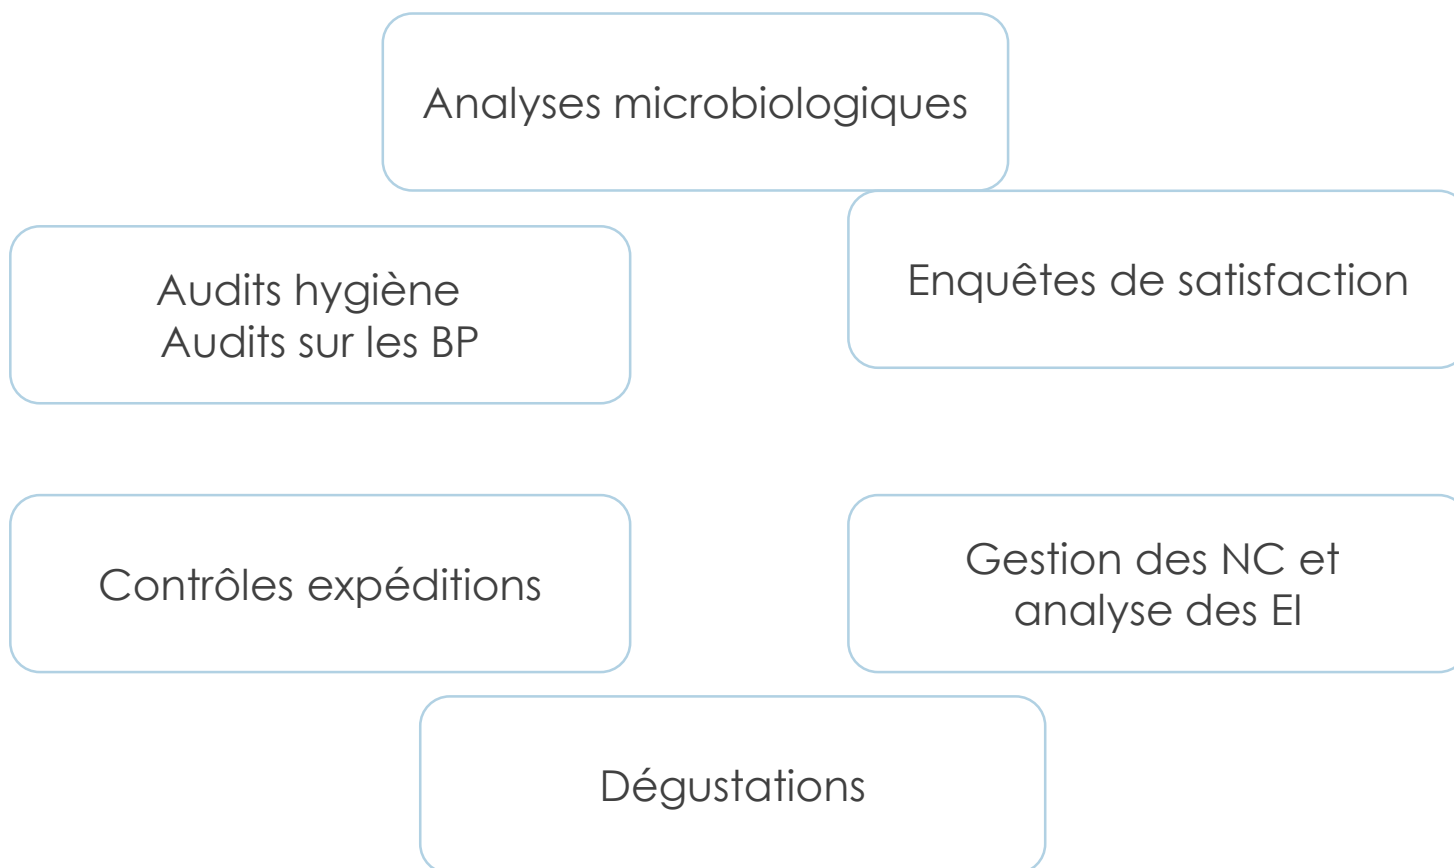 Analyses microbiologiques
Enquêtes de satisfaction
Audits hygiène
Audits sur les BP
Contrôles expéditions
Gestion des NC et
analyse des EI
Dégustations